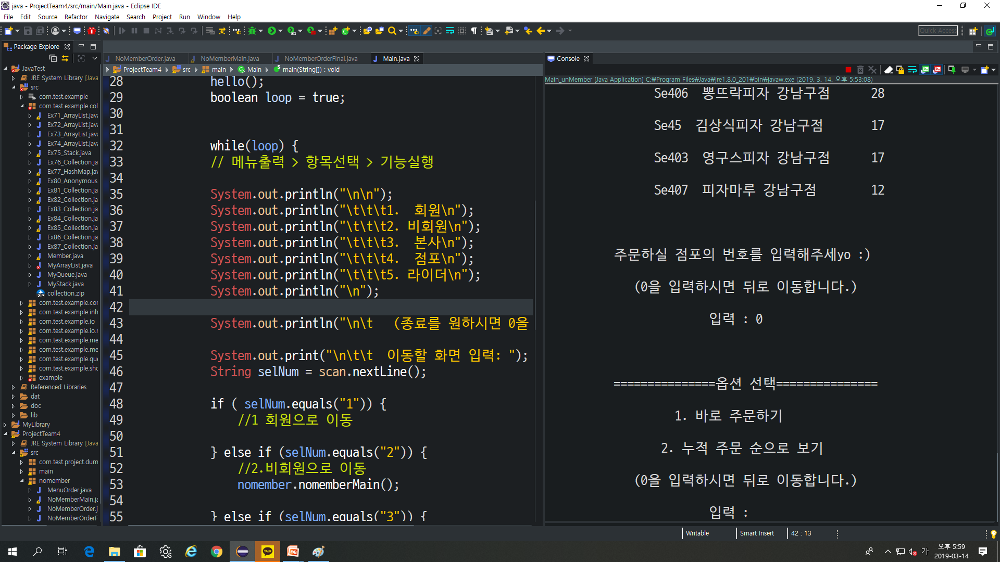 java - ProjectTeam4/src/main/Main.java - Eclipse IDE
File Edit Source Refactor Navigate Search Project Run Window Help
Quick Access
Package Explore
JavaTest
JRE System Library [Java
src
com.test.example
com.test.example.col
Ex71_ArrayList.java
Ex72_ArrayList.java
Ex73_ArrayList.java
Ex74_ArrayList.java
Ex75_Stack.java
Ex76_Collection.java
Ex77_HashMap.jav
Ex80_Anonymous
Ex81_Collection.ja
Ex82_Collection.ja
Ex83_Collection.ja
Ex84_Collection.ja
Ex85_Collection.ja
Ex86_Collection.ja
Ex87_Collection.ja
Member.java
MyArrayList.java
MyQueue.java
MyStack.java
collection.zip
com.test.example.cor
com.test.example.inh
com.test.example.io
com.test.example.io.r
com.test.example.me
com.test.example.me
com.test.example.que
com.test.example.sho
example
Referenced Libraries
dat
doc
lib
MyLibrary
ProjectTeam4
JRE System Library [Java
src
com.test.project.dum
main
nomember
MenuOrder.java
NoMemberMain.ja
NoMemberOrder.j
NoMemberOrderF
NoMemberOrder.java NoMemberMain.java NoMemberOrderFinal.java Main.java
ProjectTeam4 src main Main main(String[]) : void
28 hello();
29 boolean loop = true;
30
31
32 while(loop) {
33 // 메뉴출력 > 항목선택 > 기능실행
34
35 System.out.println("\n\n");
36 System.out.println("\t\t\t1.  회원\n");
37 System.out.println("\t\t\t2. 비회원\n");
38 System.out.println("\t\t\t3.  본사\n");
39 System.out.println("\t\t\t4.  점포\n");
40 System.out.println("\t\t\t5. 라이더\n");
41 System.out.println("\n");
42
43 System.out.println("\n\t   (종료를 원하시면 0을
44
45 System.out.print("\n\t\t  이동할 화면 입력: ");
46 String selNum = scan.nextLine();
47
48 if ( selNum.equals("1")) {
49 //1 회원으로 이동
50
51 } else if (selNum.equals("2")) {
52 //2.비회원으로 이동
53 nomember.nomemberMain();
54
55 } else if (selNum.equals("3")) {
Console
Main_unMember [Java Application] C:￦Program Files￦Java￦jre1.8.0_201￦bin￦javaw.exe (2019. 3. 14. 오후 5:53:08)
Se406 뽕뜨락피자 강남구점 28
Se45 김상식피자 강남구점 17
Se403 영구스피자 강남구점 17
Se407 피자마루 강남구점 12
주문하실 점포의 번호를 입력해주세yo :)
(0을 입력하시면 뒤로 이동합니다.)
입력 : 0
===============옵션 선택===============
1. 바로 주문하기
2. 누적 주문 순으로 보기
(0을 입력하시면 뒤로 이동합니다.)
입력 :
Writable Smart Insert 42 : 13
TALK
가
오후 5:59
2019-03-14